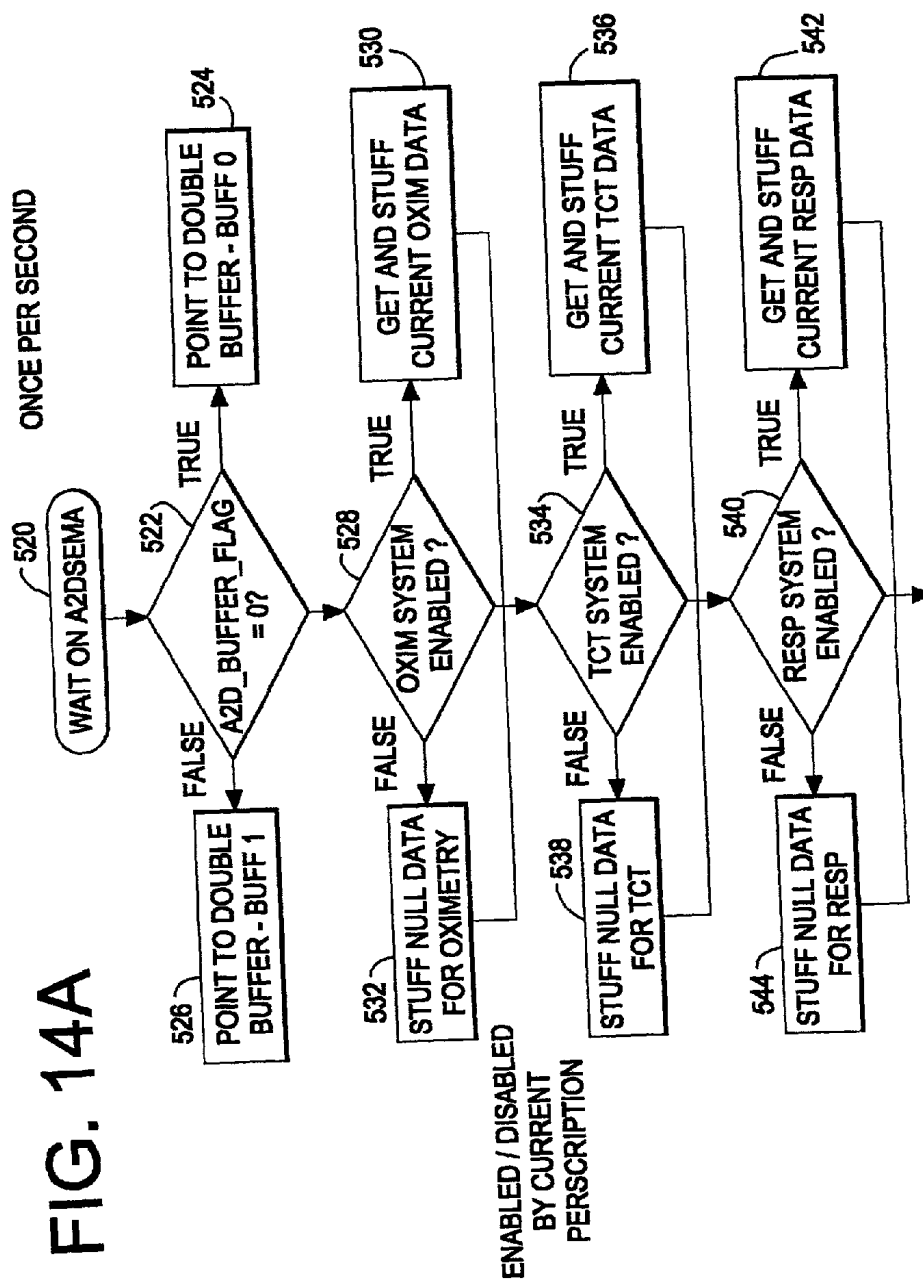 FIG. 14A
ONCE PER SECOND
520
WAIT ON A2DSEMA
522
A2D_BUFFER_FLAG
= 0?
TRUE
524
POINT TO DOUBLE
BUFFER - BUFF 0
FALSE
526
POINT TO DOUBLE
BUFFER - BUFF 1
528
OXIM SYSTEM
ENABLED ?
TRUE
530
GET AND STUFF
CURRENT OXIM DATA
FALSE
532
STUFF NULL DATA
FOR OXIMETRY
ENABLED / DISABLED
BY CURRENT
PERSCRIPTION
534
TCT SYSTEM
ENABLED ?
TRUE
536
GET AND STUFF
CURRENT TCT DATA
FALSE
538
STUFF NULL DATA
FOR TCT
540
RESP SYSTEM
ENABLED ?
TRUE
542
GET AND STUFF
CURRENT RESP DATA
FALSE
544
STUFF NULL DATA
FOR RESP